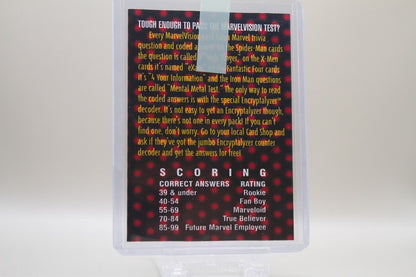 TOUGH ENOUGH TO PASS THE MARVELVISION TEST?
Every MarvelVision has a Marvel trivia
question and coded answer. On the Spider-Man cards
the question is called on the X-Men
cards it's named Fantastic Four cards
it's "4 Your Information" and the Iron Man questions
are called "Mental Metal Test." The only way to read
the coded answers is with the special Encryptalyzer
decoder. It's not easy to get an Encryptalyzer though,
because there's not one in every pack! If you can't
find one, don't worry. Go to your local Card Shop and
ask if they've got the jumbo Encryptalyzer counter
decoder and get the answers for free!
SCORING
CORRECT ANSWERS RATING
39 & under Rookie
40-54 Fan Boy
55-69 Marveloid
70-84 True Believer
85-99 Future Marvel Employee